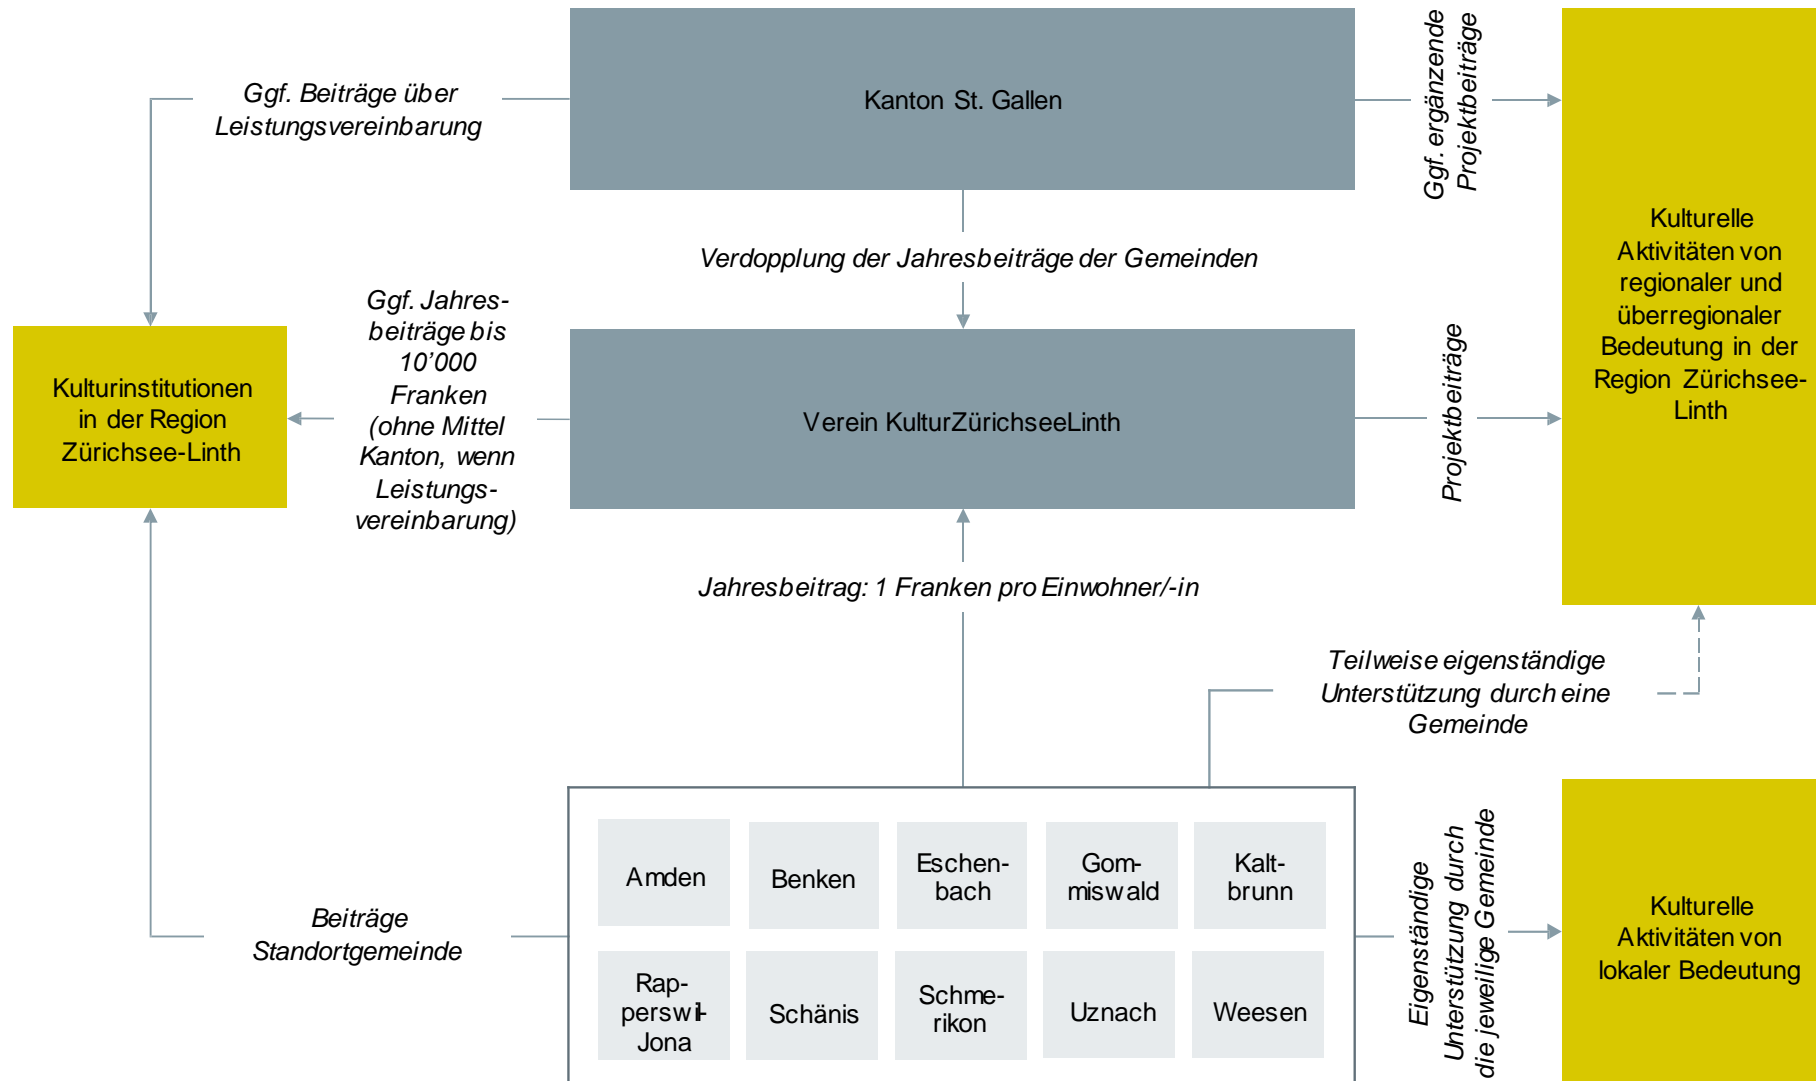 Ggf. Beiträge über
Leistungsvereinbarung
Kanton St. Gallen
Ggf. ergänzende
Projektbeiträge
Kulturelle
Aktivitäten von
regionaler und
überregionaler
Bedeutung in der
Region Zürichsee-
Linth
Verdopplung der Jahresbeiträge der Gemeinden
Kulturinstitutionen
in der Region
Zürichsee-Linth
Ggf. Jahres-
beiträge bis
10’000
Franken
(ohne Mittel
Kanton, wenn
Leistungs-
vereinbarung)
Verein KulturZürichseeLinth
Projektbeiträge
Jahresbeitrag: 1 Franken pro Einwohner/-in
Teilweise eigenständige
Unterstützung durch eine
Gemeinde
Beiträge
Standortgemeinde
Amden
Benken
Eschen-
bach
Gom-
miswald
Kalt-
brunn
Rap-
perswil-
Jona
Schänis
Schme-
rikon
Uznach
Weesen
Eigenständige
Unterstützung durch
die jeweilige Gemeinde
Kulturelle
Aktivitäten von
lokaler Bedeutung